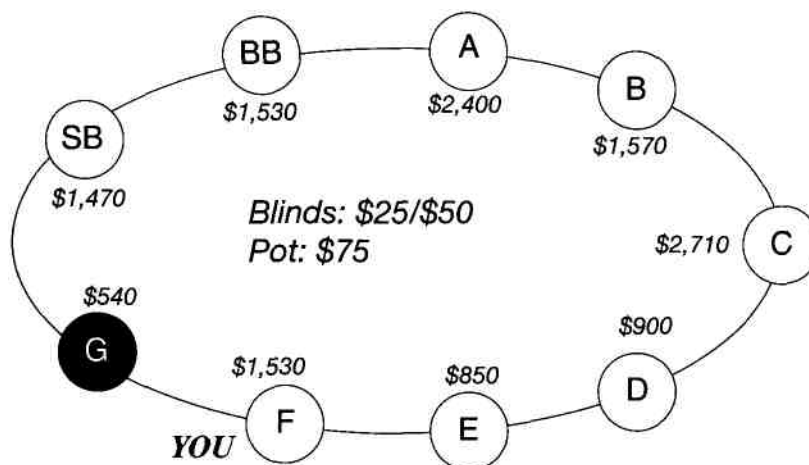 BB
A
$1,530
$2,400
B
$1,570
SB
$1,470
Blinds: $25/$50
Pot: $75
$2,710
C
$540
G
$900
D
$850
E
$1,530
F
YOU